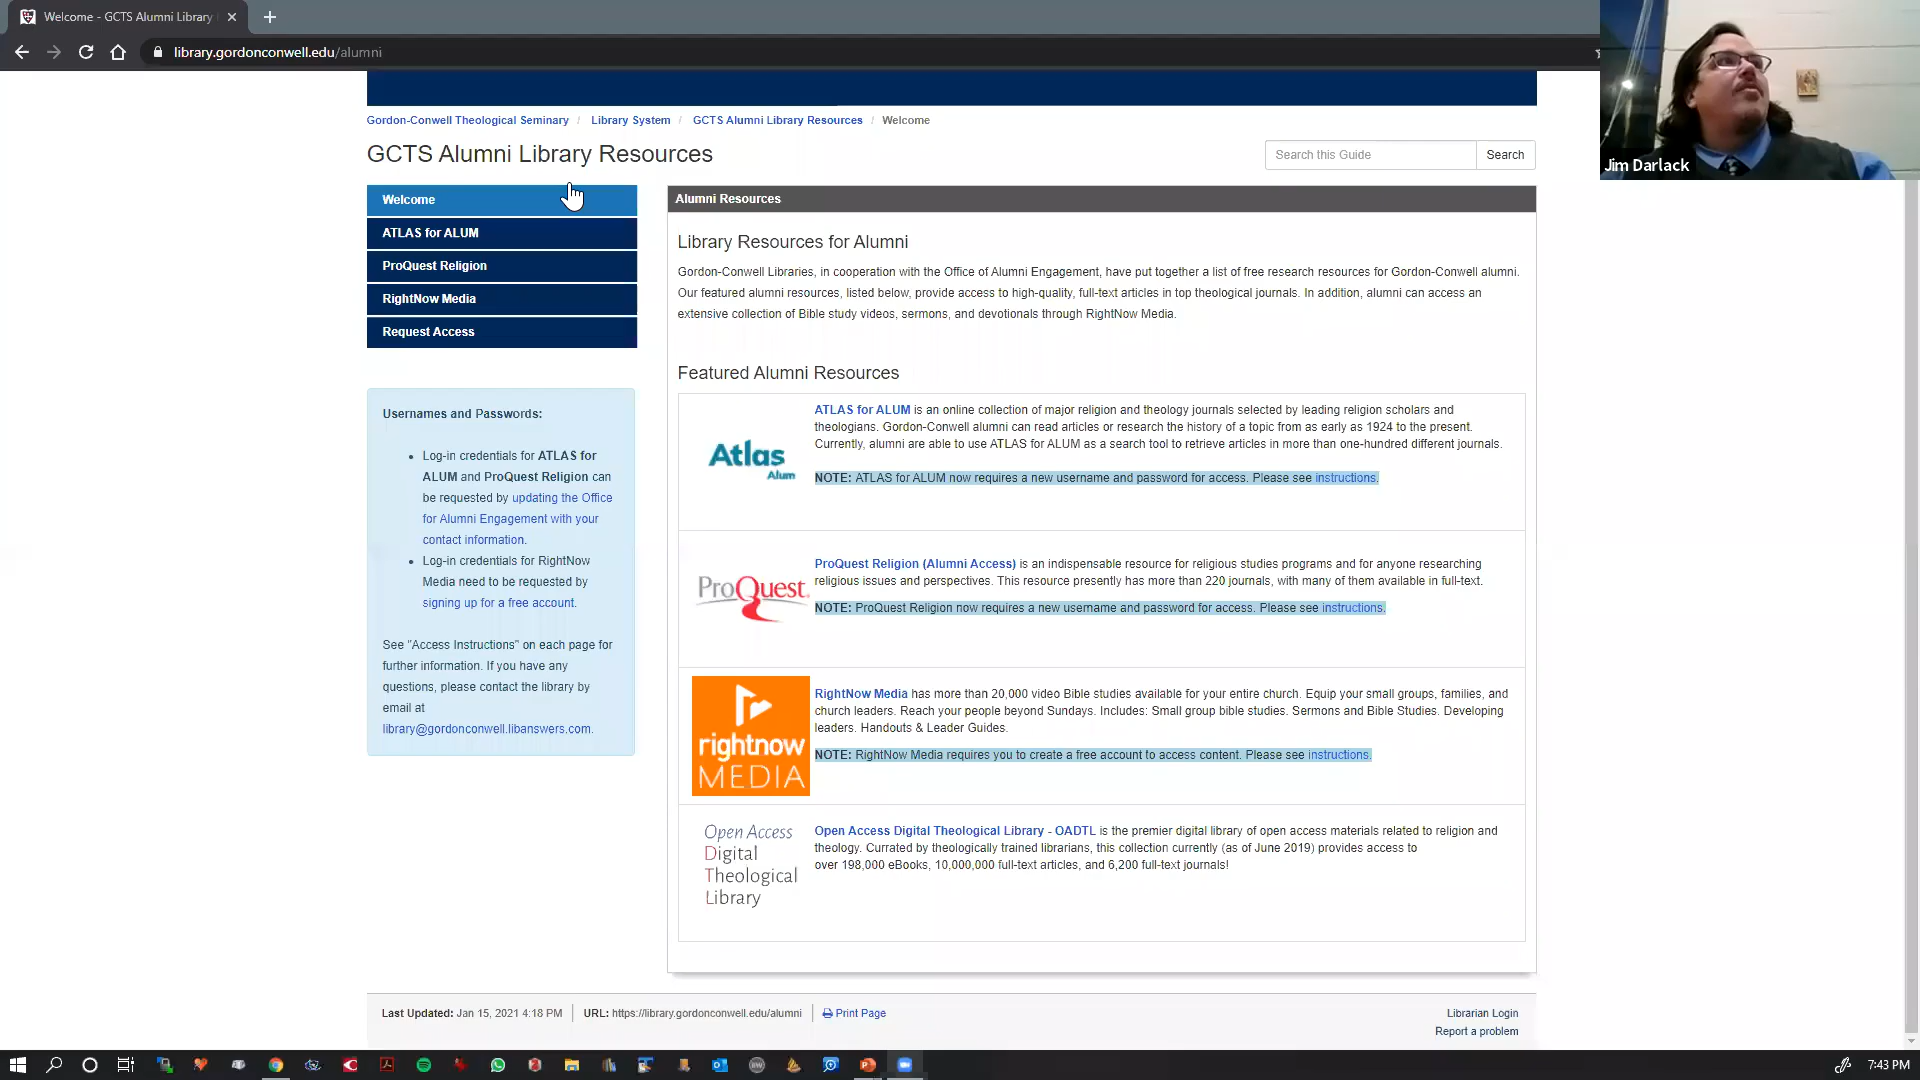 Welcome - GCTS Alumni Library
library.gordonconwell.edu/alumni
Jim Darlack
Gordon-Conwell Theological Seminary / Library System / GCTS Alumni Library Resources / Welcome
GCTS Alumni Library Resources
Search this Guide Search
Welcome
ATLAS for ALUM
ProQuest Religion
RightNow Media
Request Access
Usernames and Passwords:
Log-in credentials for ATLAS for
ALUM and ProQuest Religion can
be requested by updating the Office
for Alumni Engagement with your
contact information.
Log-in credentials for RightNow
Media need to be requested by
signing up for a free account.
See "Access Instructions" on each page for
further information. If you have any
questions, please contact the library by
email at
library@gordonconwell.libanswers.com.
Alumni Resources
Library Resources for Alumni
Gordon-Conwell Libraries, in cooperation with the Office of Alumni Engagement, have put together a list of free research resources for Gordon-Conwell alumni.
Our featured alumni resources, listed below, provide access to high-quality, full-text articles in top theological journals. In addition, alumni can access an
extensive collection of Bible study videos, sermons, and devotionals through RightNow Media.
Featured Alumni Resources
Atlas
Alum
ATLAS for ALUM is an online collection of major religion and theology journals selected by leading religion scholars and
theologians. Gordon-Conwell alumni can read articles or research the history of a topic from as early as 1924 to the present.
Currently, alumni are able to use ATLAS for ALUM as a search tool to retrieve articles in more than one-hundred different journals.
NOTE: ATLAS for ALUM now requires a new username and password for access. Please see instructions.
ProQuest.
ProQuest Religion (Alumni Access) is an indispensable resource for religious studies programs and for anyone researching
religious issues and perspectives. This resource presently has more than 220 journals, with many of them available in full-text.
NOTE: ProQuest Religion now requires a new username and password for access. Please see instructions.
rightnow
MEDIA
RightNow Media has more than 20,000 video Bible studies available for your entire church. Equip your small groups, families, and
church leaders. Reach your people beyond Sundays. Includes: Small group bible studies. Sermons and Bible Studies. Developing
leaders. Handouts & Leader Guides.
NOTE: RightNow Media requires you to create a free account to access content. Please see instructions.
Open Access
Digital
Theological
Library
Open Access Digital Theological Library - OADTL is the premier digital library of open access materials related to religion and
theology. Currated by theologically trained librarians, this collection currently (as of June 2019) provides access to
over 198,000 eBooks, 10,000,000 full-text articles, and 6,200 full-text journals!
Last Updated: Jan 15, 2021 4:18 PM URL: https://library.gordonconwell.edu/alumni Print Page
Librarian Login
Report a problem
7:43 PM